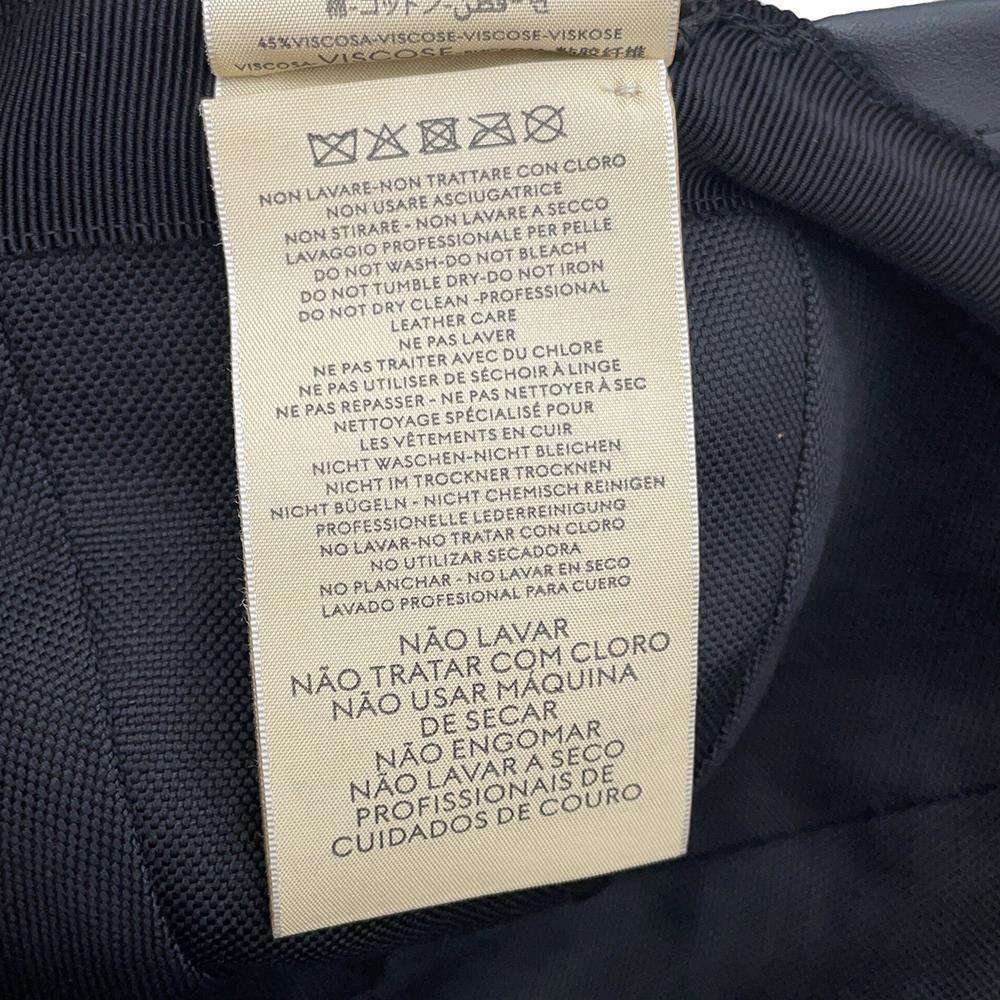 45%VISCOSA-VISCOSE-VISCOSE-VISKOSE
VISCOSA VISCOSE 黏胶纤维
NON LAVARE-NON TRATTARE CON CLORO
NON USARE ASCIUGATRICE
NON STIRARE - NON LAVARE A SECCO
LAVAGGIO PROFESSIONALE PER PELLE
DO NOT WASH-DO NOT BLEACH
DO NOT TUMBLE DRY-DO NOT IRON
DO NOT DRY CLEAN -PROFESSIONAL
LEATHER CARE
NE PAS LAVER
NE PAS TRAITER AVEC DU CHLORE
NE PAS UTILISER DE SÉCHOIR À LINGE
NE PAS REPASSER - NE PAS NETTOYER À SEC
NETTOYAGE SPÉCIALISÉ POUR
LES VÊTEMENTS EN CUIR
NICHT WASCHEN-NICHT BLEICHEN
NICHT IM TROCKNER TROCKNEN
NICHT BÜGELN - NICHT CHEMISCH REINIGEN
PROFESSIONELLE LEDERREINIGUNG
NO LAVAR-NO TRATAR CON CLORO
NO UTILIZAR SECADORA
NO PLANCHAR - NO LAVAR EN SECO
LAVADO PROFESIONAL PARA CUERO
NÃO LAVAR
NÃO TRATAR COM CLORO
NÃO USAR MÁQUINA
DE SECAR
NÃO ENGOMAR
NÃO LAVAR A SECO
PROFISSIONAIS DE
CUIDADOS DE COURO